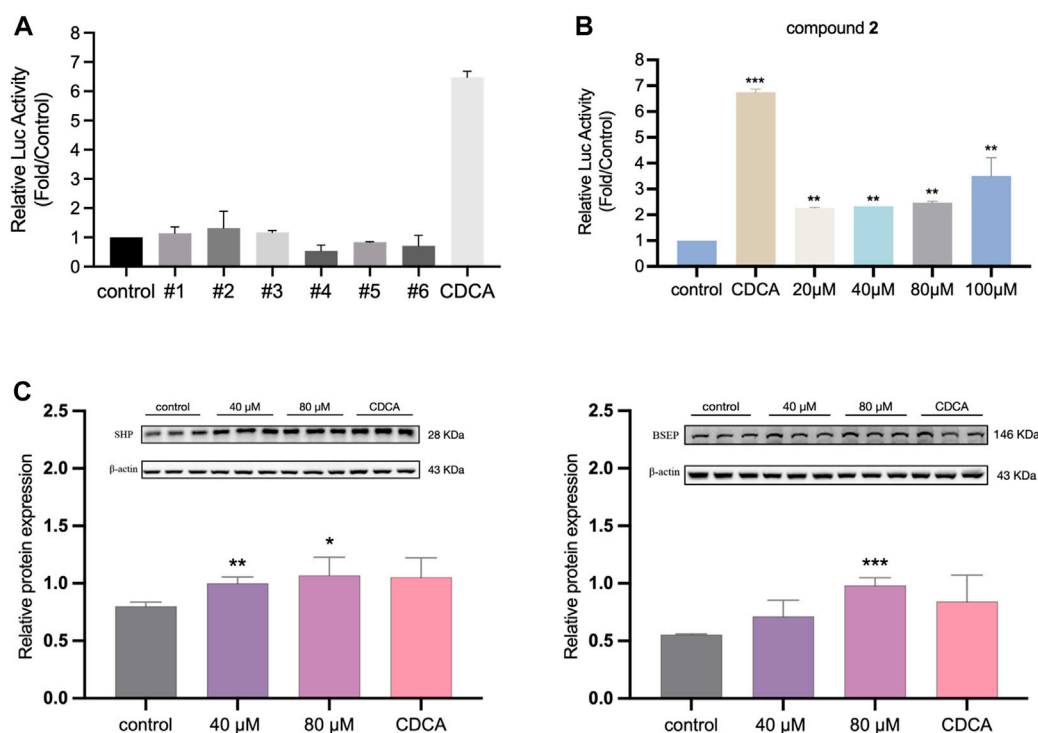 A
Relative Luc Activity
(Fold/Control)
8
7
6
5
4
3
2
1
0
control #1 #2 #3 #4 #5 #6 CDCA
B
compound 2
Relative Luc Activity
(Fold/Control)
8
7
6
5
4
3
2
1
0
***
**
**
**
**
control CDCA 20μM 40μM 80μM 100μM
C
Relative protein expression
2.5
2.0
1.5
1.0
0.5
0.0
control 40 μM 80 μM CDCA
SHP 28 KDa
β-actin 43 KDa
**
*
control 40 μM 80 μM CDCA
Relative protein expression
2.5
2.0
1.5
1.0
0.5
0.0
control 40 μM 80 μM CDCA
BSEP 146 KDa
β-actin 43 KDa
***
control 40 μM 80 μM CDCA